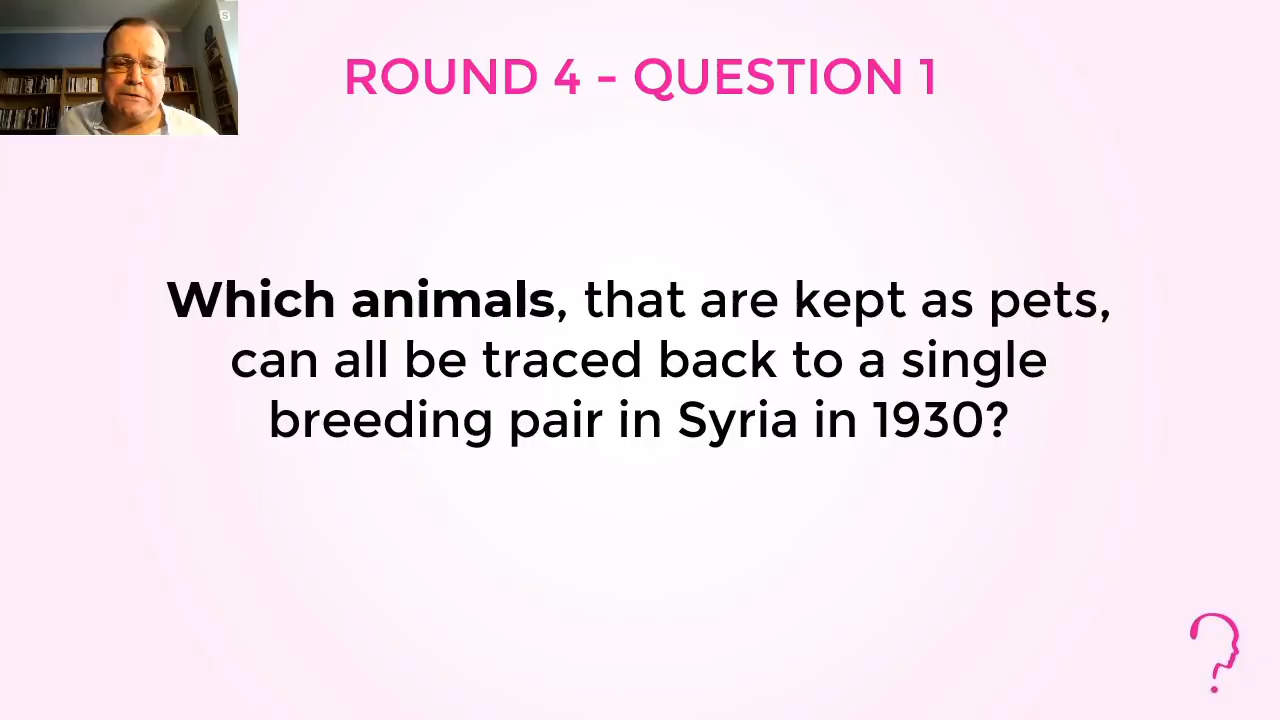 ROUND 4 - QUESTION 1
Which animals, that are kept as pets,
can all be traced back to a single
breeding pair in Syria in 1930?